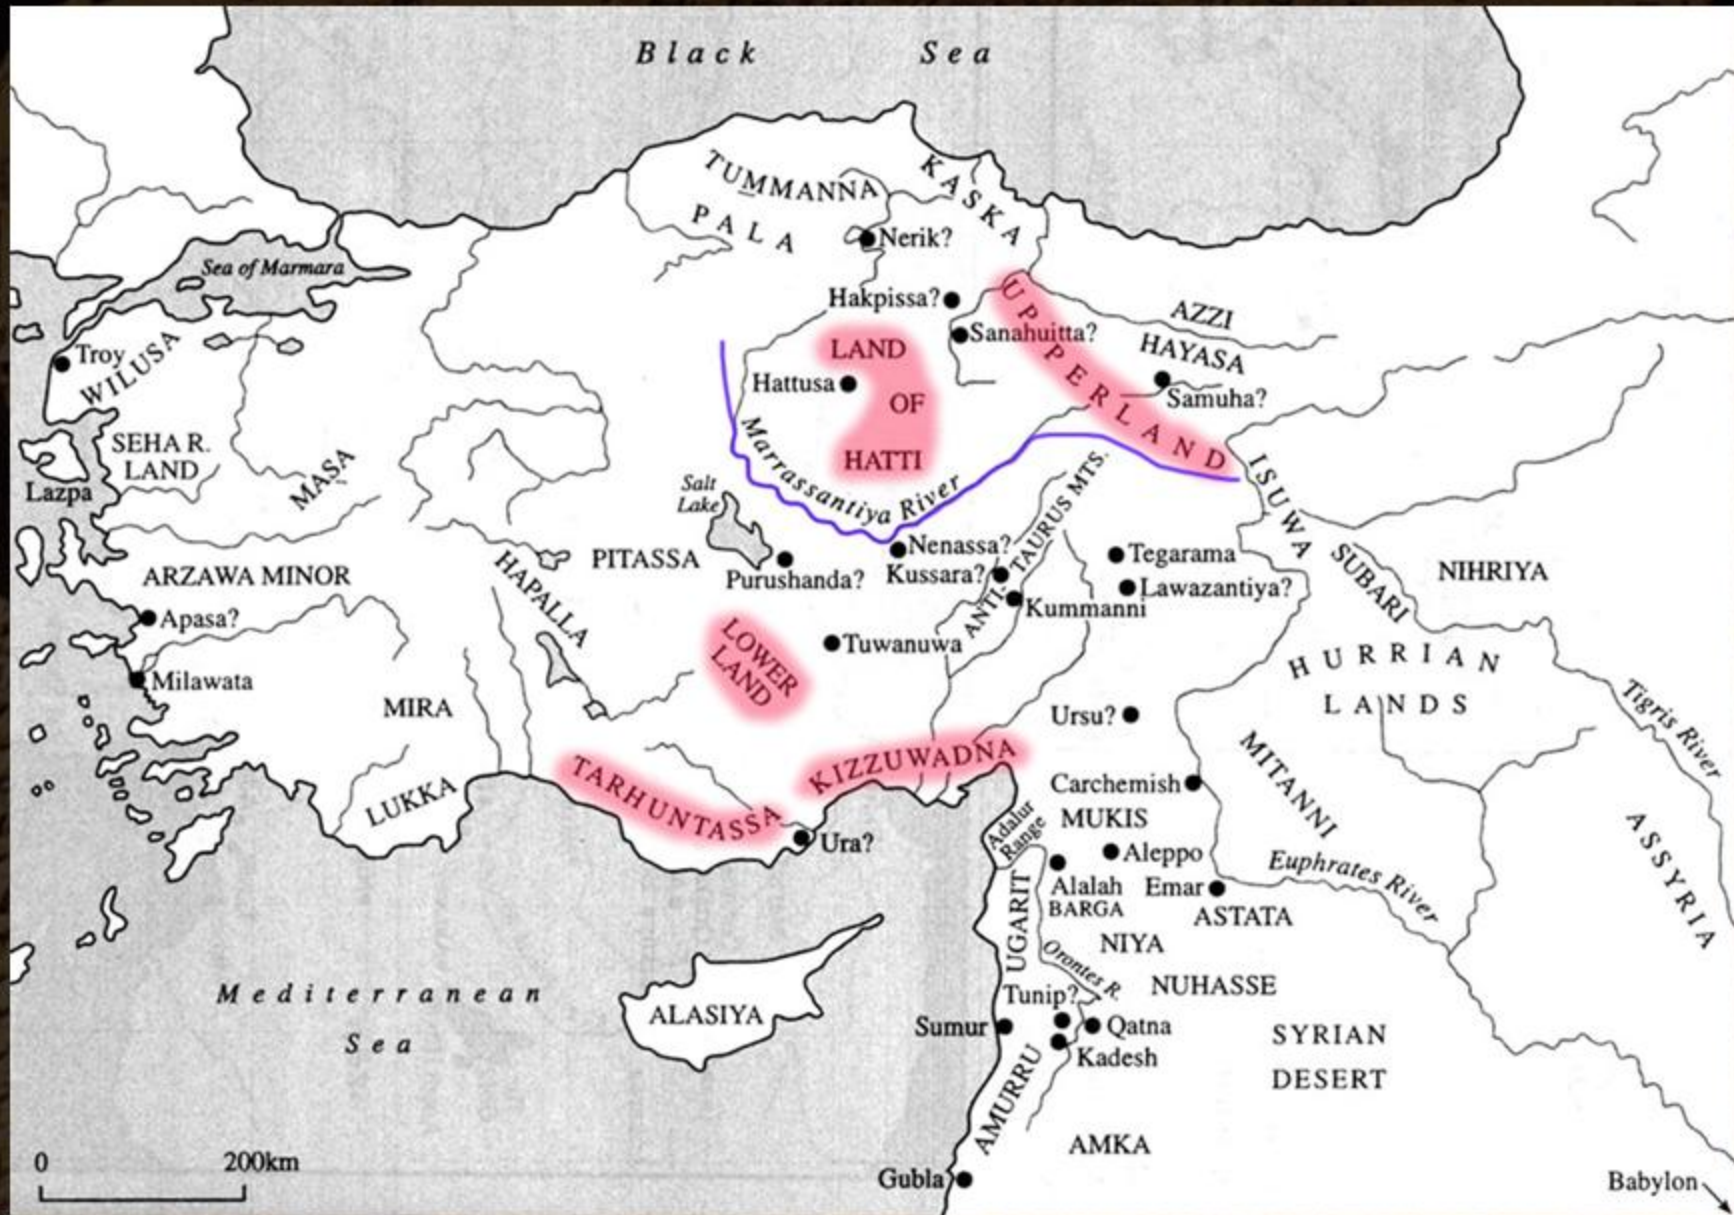 Black Sea
TUMMANNA
KASKA
PALA
Nerik?
Sea of Marmara
Hakpissa?
UPPER LAND
AZZI
Sanahuitta?
HAYASA
Troy
WILUSA
LAND
OF
HATTI
Hattusa
Samuha?
Marrassantiya River
SEHA R.
LAND
MASA
Lazpa
Salt
Lake
ISUWA
ANTI-TAURUS MTS.
Nenassa?
Kussara?
Tegarama
Lawazantiya?
Kummanni
SUBARI
NIHRIYA
PITASSA
Purushanda?
HAPALLA
ARZAWA MINOR
Apasa?
Tuwanuwa
LOWER
LAND
HURRIAN
LANDS
Milawata
MIRA
Ursu?
Tigris River
KIZZUWADNA
TARHUNTASSA
LUKKA
Ura?
Carchemish
MITANNI
MUKIS
Adalur
Range
Aleppo
ASSYRIA
Alalah
Emar
Euphrates River
BARGA
ASTATA
UGARIT
NIYA
Orontes R.
NUHASSE
Mediterranean
Sea
ALASIYA
Tunip?
Sumur
Qatna
Kadesh
SYRIAN
DESERT
AMURRU
AMKA
0 200km
Gubla
Babylon